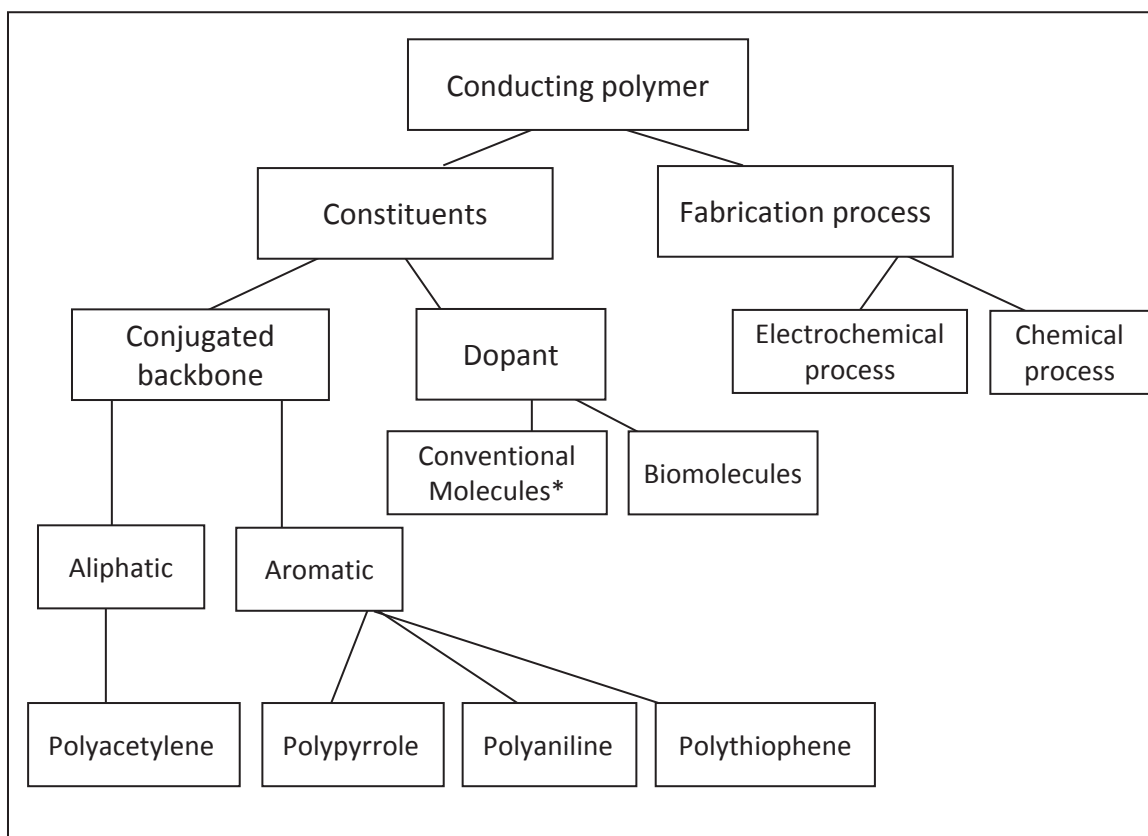 Conducting polymer
Constituents
Fabrication process
Conjugated
backbone
Dopant
Electrochemical
process
Chemical
process
Conventional
Molecules*
Biomolecules
Aliphatic
Aromatic
Polyacetylene
Polypyrrole
Polyaniline
Polythiophene